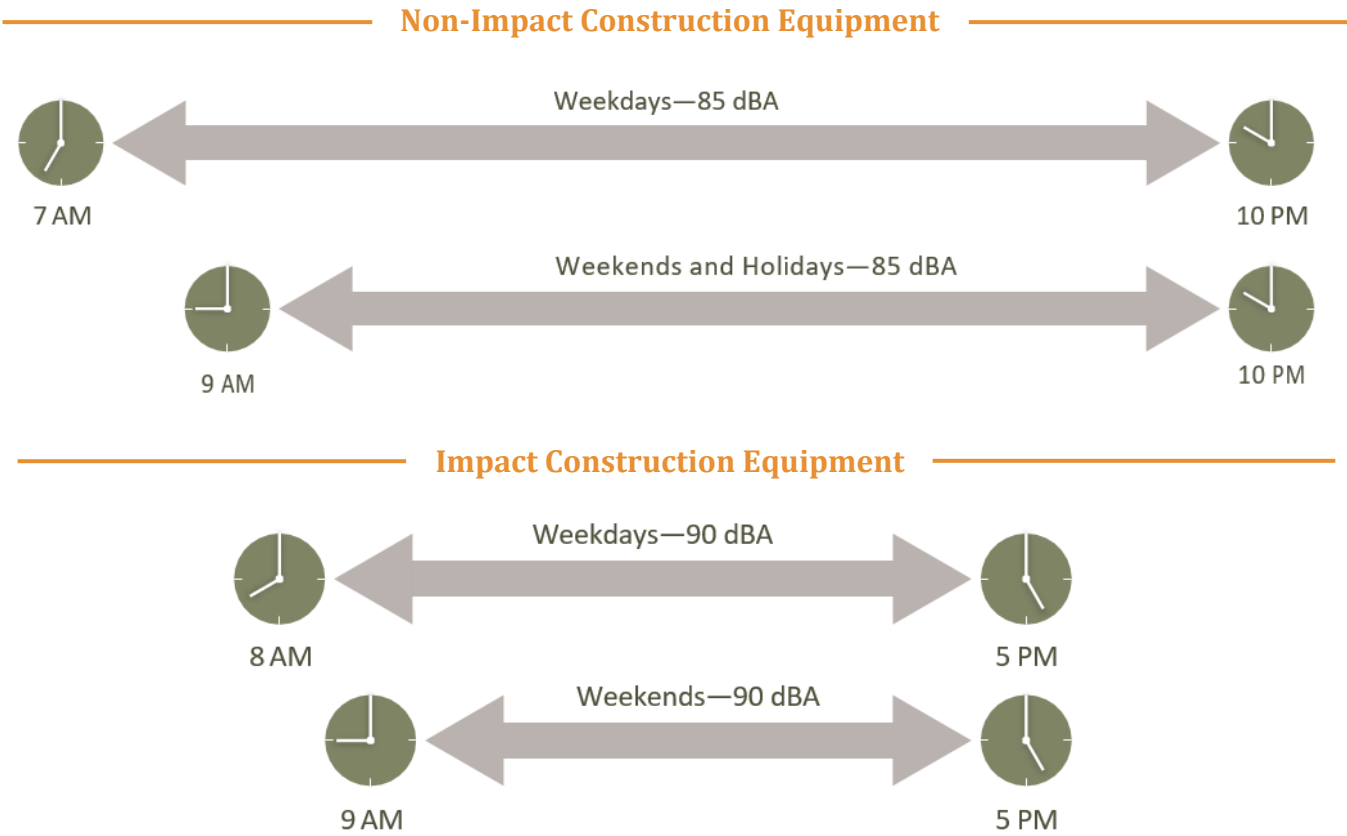 Non-Impact Construction Equipment
Weekdays—85 dBA
7 AM
10 PM
Weekends and Holidays—85 dBA
9 AM
10 PM
Impact Construction Equipment
Weekdays—90 dBA
8 AM
5 PM
Weekends—90 dBA
9 AM
5 PM